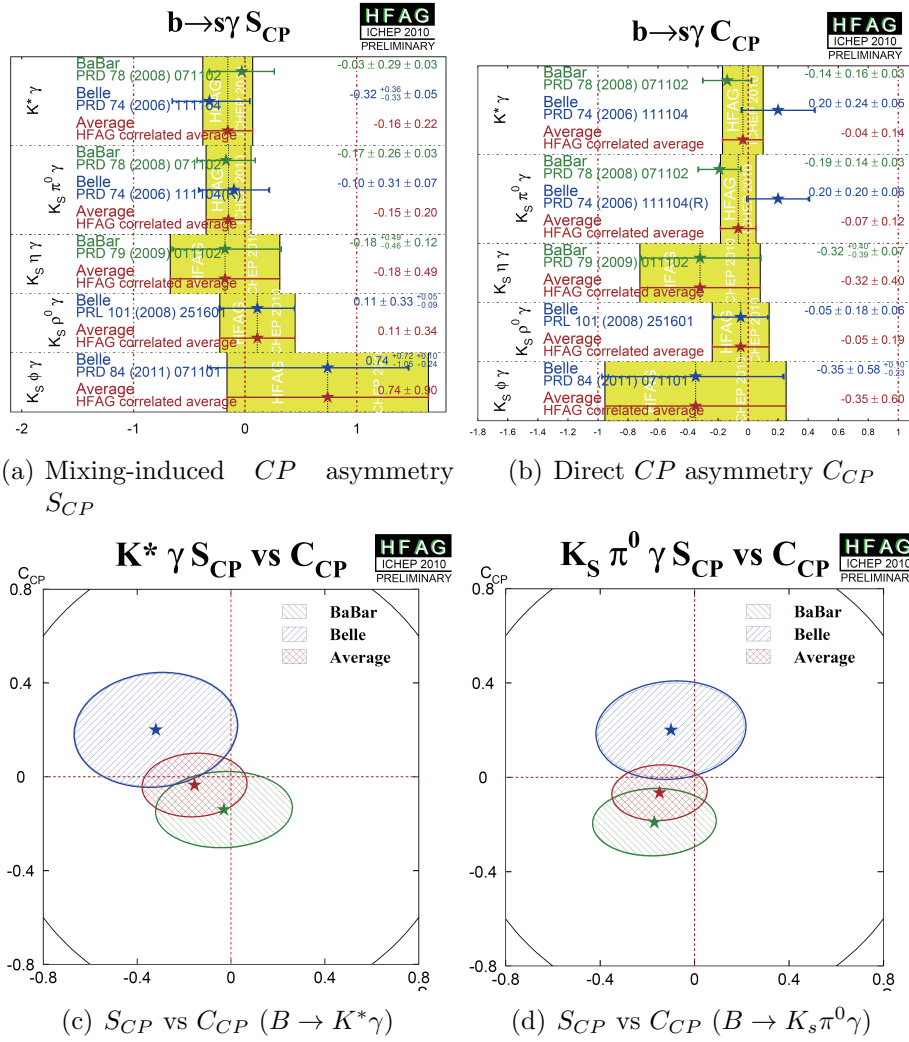 b→sγ S_CP
HFAG
ICHEP 2010
PRELIMINARY
K* γ
BaBar
PRD 78 (2008) 071102
-0.03 ± 0.29 ± 0.03
Belle
PRD 74 (2006) 111104
-0.32 +0.36 -0.33 ± 0.05
Average
HFAG correlated average
-0.16 ± 0.22
K_S π⁰ γ
BaBar
PRD 78 (2008) 071102
-0.17 ± 0.26 ± 0.03
Belle
PRD 74 (2006) 111104(R)
-0.10 ± 0.31 ± 0.07
Average
HFAG correlated average
-0.15 ± 0.20
K_S η γ
BaBar
PRD 79 (2009) 011102
-0.18 +0.49 -0.46 ± 0.12
Average
HFAG correlated average
-0.18 ± 0.49
K_S ρ⁰ γ
Belle
PRL 101 (2008) 251601
0.11 ± 0.33 +0.05 -0.09
Average
HFAG correlated average
0.11 ± 0.34
K_S ϕ γ
Belle
PRD 84 (2011) 071101
0.74 +0.72 -1.05 +0.10 -0.24
Average
HFAG correlated average
0.74 ± 0.90
HFAG
ICHEP 2010
-2 -1 0 1 2
(a) Mixing-induced CP asymmetry
S_CP
b→sγ C_CP
HFAG
ICHEP 2010
PRELIMINARY
K* γ
BaBar
PRD 78 (2008) 071102
-0.14 ± 0.16 ± 0.03
Belle
PRD 74 (2006) 111104
0.20 ± 0.24 ± 0.05
Average
HFAG correlated average
-0.04 ± 0.14
K_S π⁰ γ
BaBar
PRD 78 (2008) 071102
-0.19 ± 0.14 ± 0.03
Belle
PRD 74 (2006) 111104(R)
0.20 ± 0.20 ± 0.06
Average
HFAG correlated average
-0.07 ± 0.12
K_S η γ
BaBar
PRD 79 (2009) 011102
-0.32 +0.40 -0.39 ± 0.07
Average
HFAG correlated average
-0.32 ± 0.40
K_S ρ⁰ γ
Belle
PRL 101 (2008) 251601
-0.05 ± 0.18 ± 0.06
Average
HFAG correlated average
-0.05 ± 0.19
K_S ϕ γ
Belle
PRD 84 (2011) 071101
-0.35 ± 0.58 +0.10 -0.23
Average
HFAG correlated average
-0.35 ± 0.60
HFAG
ICHEP 2010
-1.8 -1.6 -1.4 -1.2 -1 -0.8 -0.6 -0.4 -0.2 0 0.2 0.4 0.6 0.8 1
(b) Direct CP asymmetry C_CP
K* γ S_CP vs C_CP
HFAG
ICHEP 2010
PRELIMINARY
C_CP
BaBar
Belle
Average
0.8
0.4
0
-0.4
-0.8
-0.8 -0.4 0 0.4 0.8
(c) S_CP vs C_CP (B → K*γ)
K_S π⁰ γ S_CP vs C_CP
HFAG
ICHEP 2010
PRELIMINARY
C_CP
BaBar
Belle
Average
0.8
0.4
0
-0.4
-0.8
-0.8 -0.4 0 0.4 0.8
(d) S_CP vs C_CP (B → K_sπ⁰γ)